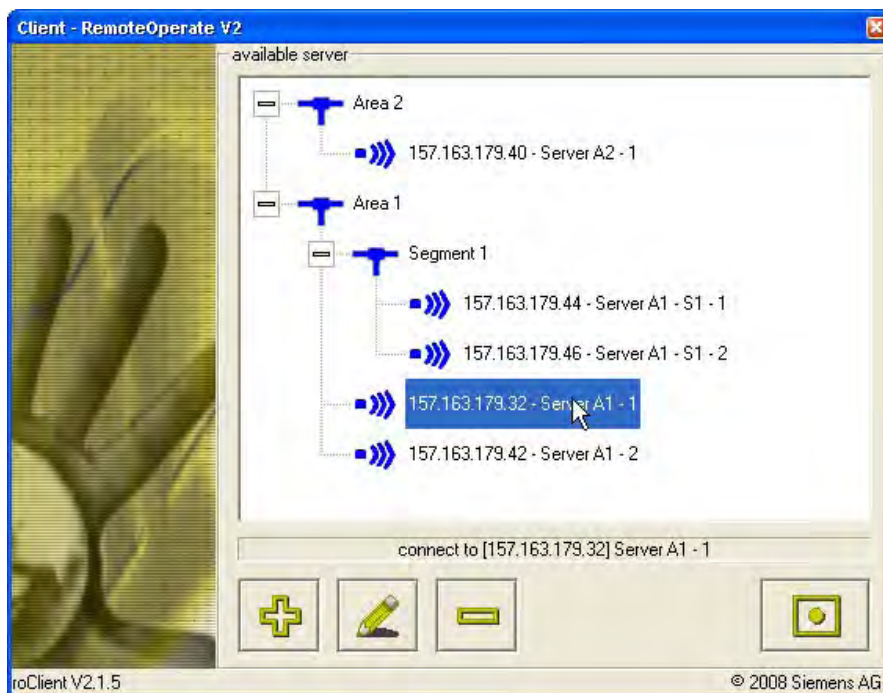 Client - RemoteOperate V2
available server
Area 2
157.163.179.40 - Server A2 - 1
Area 1
Segment 1
157.163.179.44 - Server A1 - S1 - 1
157.163.179.46 - Server A1 - S1 - 2
157.163.179.32 - Server A1 - 1
157.163.179.42 - Server A1 - 2
connect to [157.163.179.32] Server A1 - 1
roClient V2.1.5
© 2008 Siemens AG